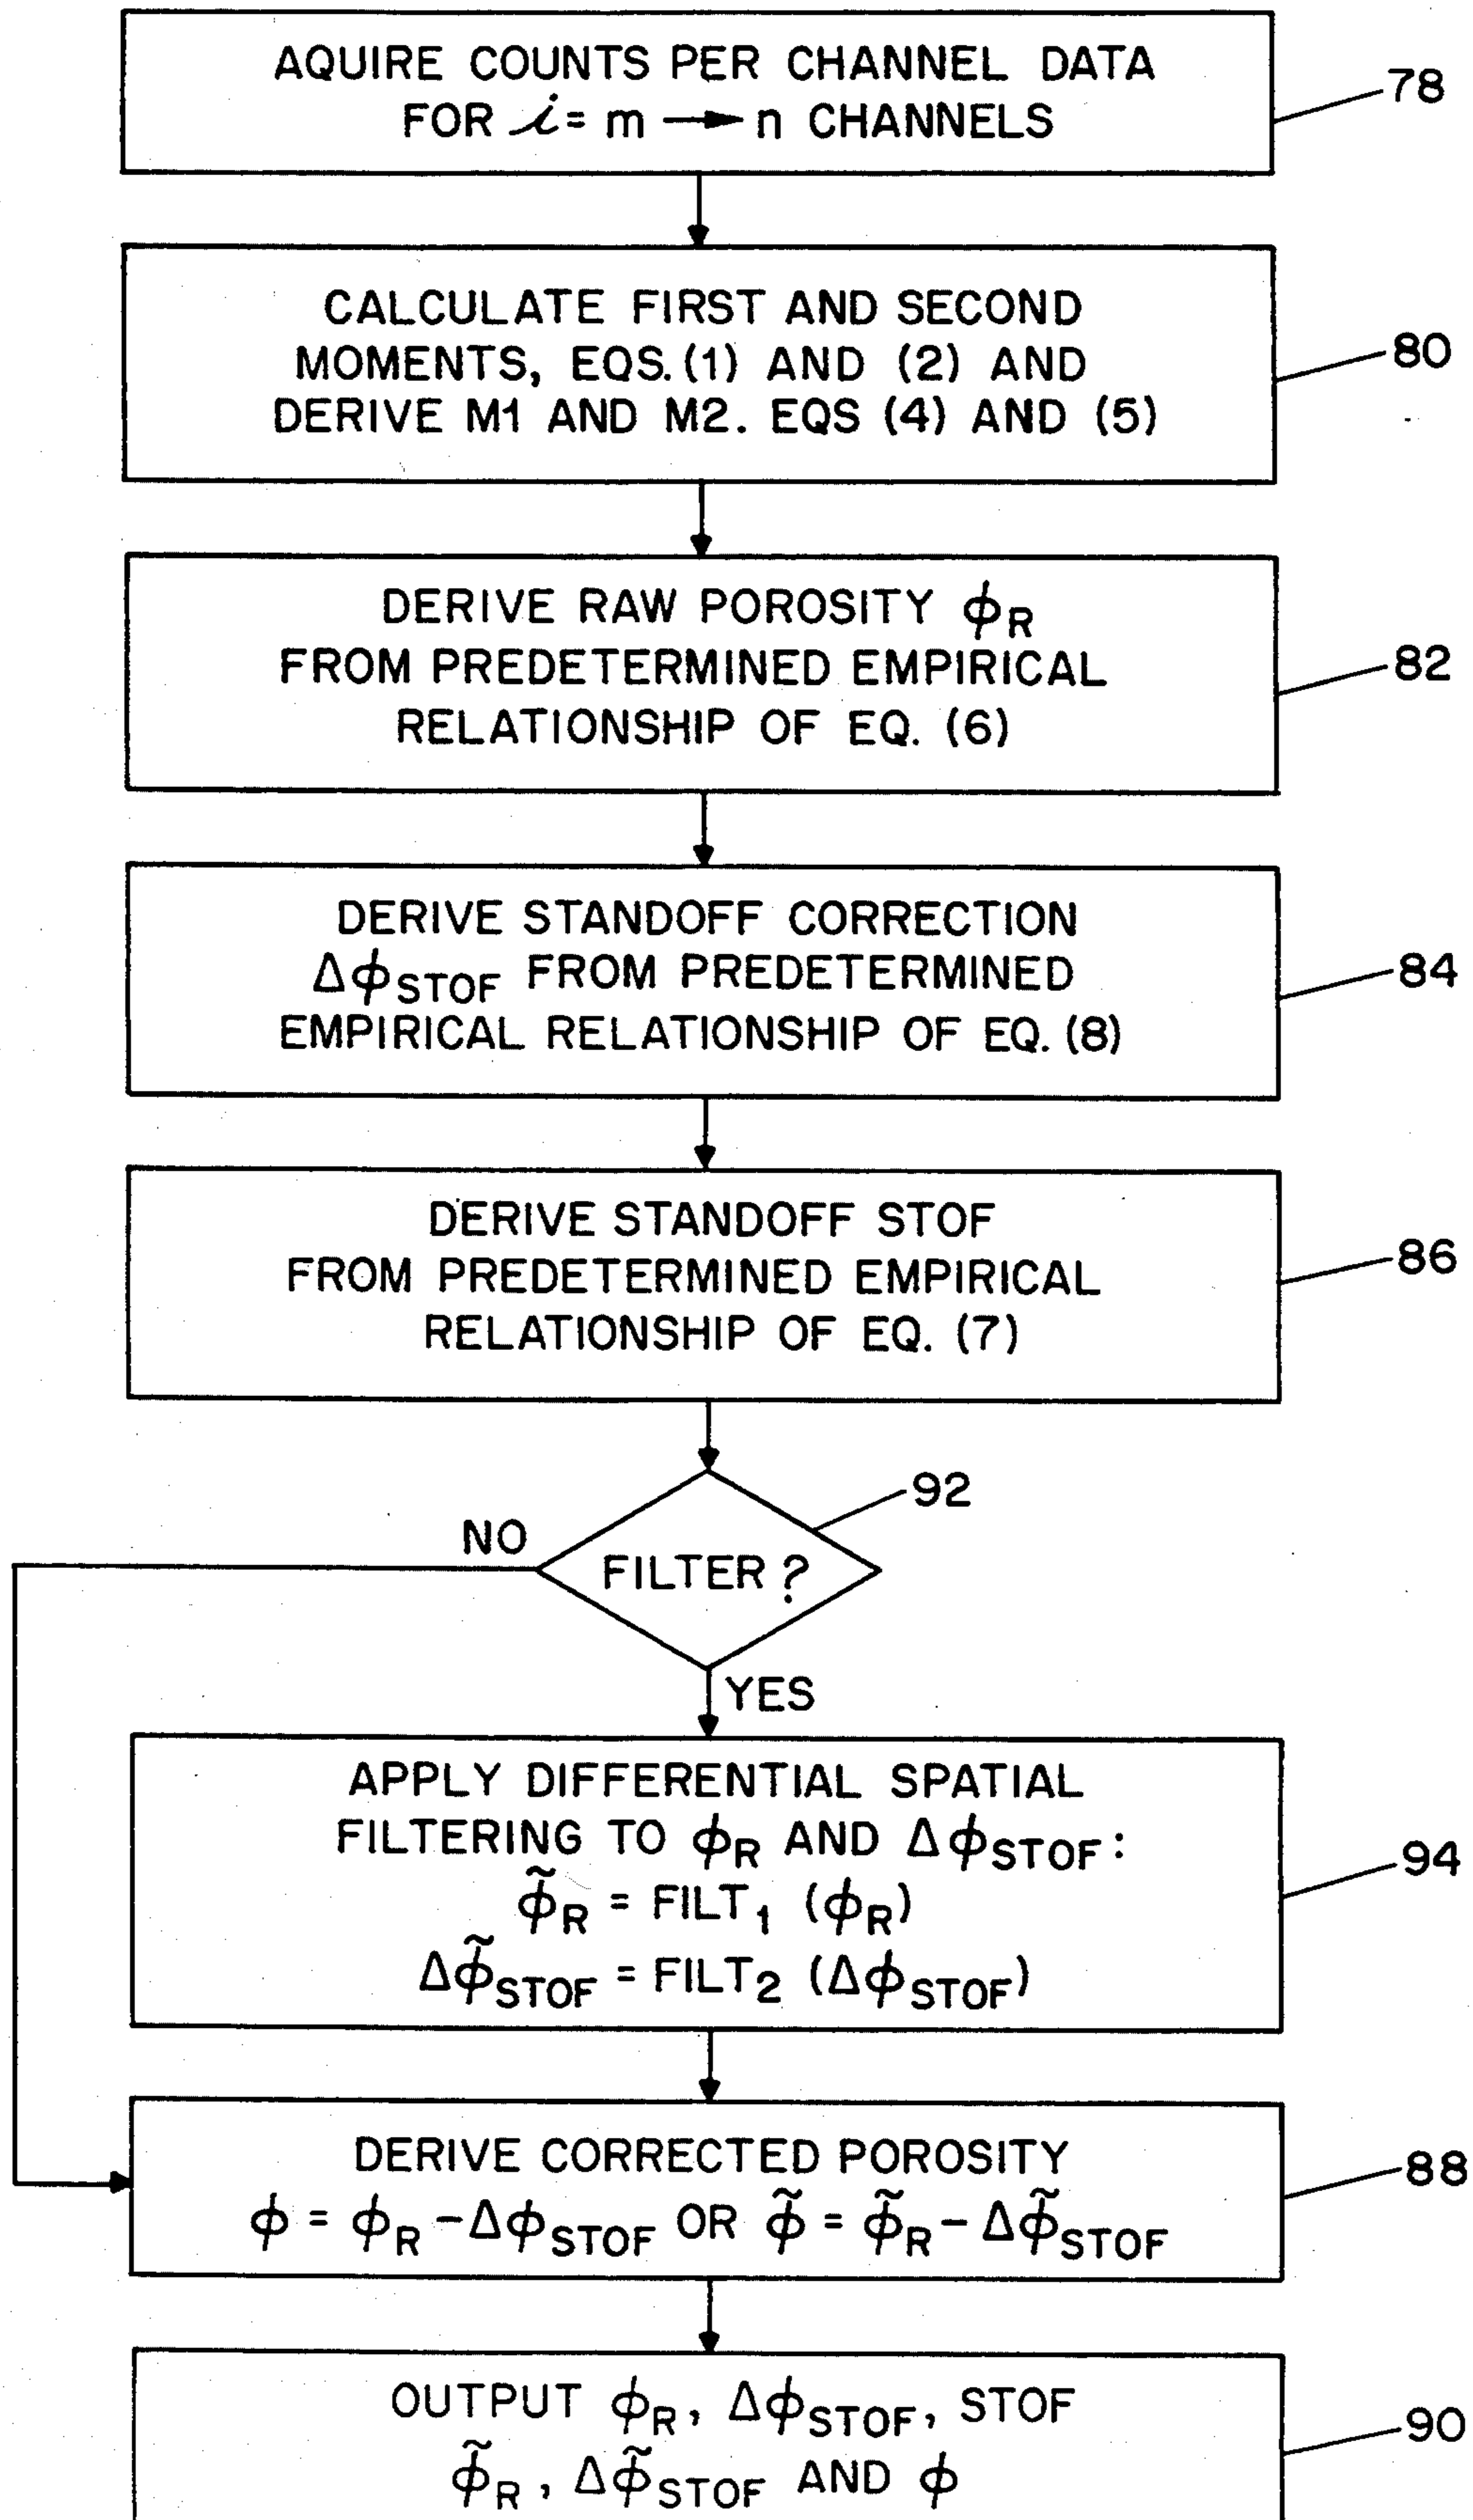 AQUIRE COUNTS PER CHANNEL DATA
FOR i = m → n CHANNELS
78
CALCULATE FIRST AND SECOND
MOMENTS, EQS. (1) AND (2) AND
DERIVE M1 AND M2. EQS (4) AND (5)
80
DERIVE RAW POROSITY ϕR
FROM PREDETERMINED EMPIRICAL
RELATIONSHIP OF EQ. (6)
82
DERIVE STANDOFF CORRECTION
ΔϕSTOF FROM PREDETERMINED
EMPIRICAL RELATIONSHIP OF EQ. (8)
84
DERIVE STANDOFF STOF
FROM PREDETERMINED EMPIRICAL
RELATIONSHIP OF EQ. (7)
86
92
NO
FILTER ?
YES
APPLY DIFFERENTIAL SPATIAL
FILTERING TO ϕR AND ΔϕSTOF:
ϕ̃R = FILT1 (ϕR)
Δϕ̃STOF = FILT2 (ΔϕSTOF)
94
DERIVE CORRECTED POROSITY
ϕ = ϕR - ΔϕSTOF OR ϕ̃ = ϕ̃R - Δϕ̃STOF
88
OUTPUT ϕR, ΔϕSTOF, STOF
ϕ̃R, Δϕ̃STOF AND ϕ
90